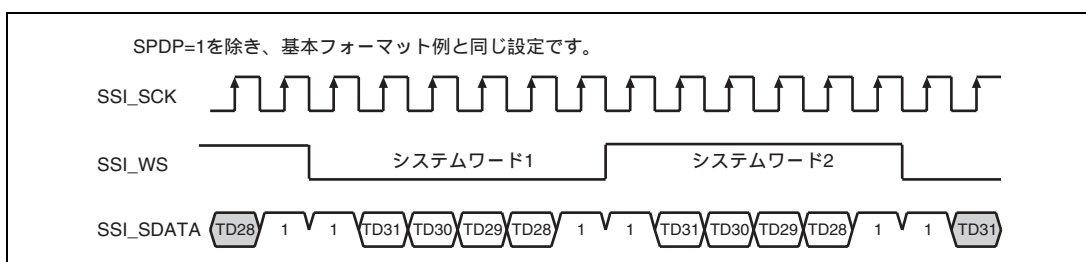 SPDP=1を除き、基本フォーマット例と同じ設定です。
SSI_SCK
SSI_WS システムワード1 システムワード2
SSI_SDATA TD28 1 1 TD31 TD30 TD29 TD28 1 1 TD31 TD30 TD29 TD28 1 1 TD31